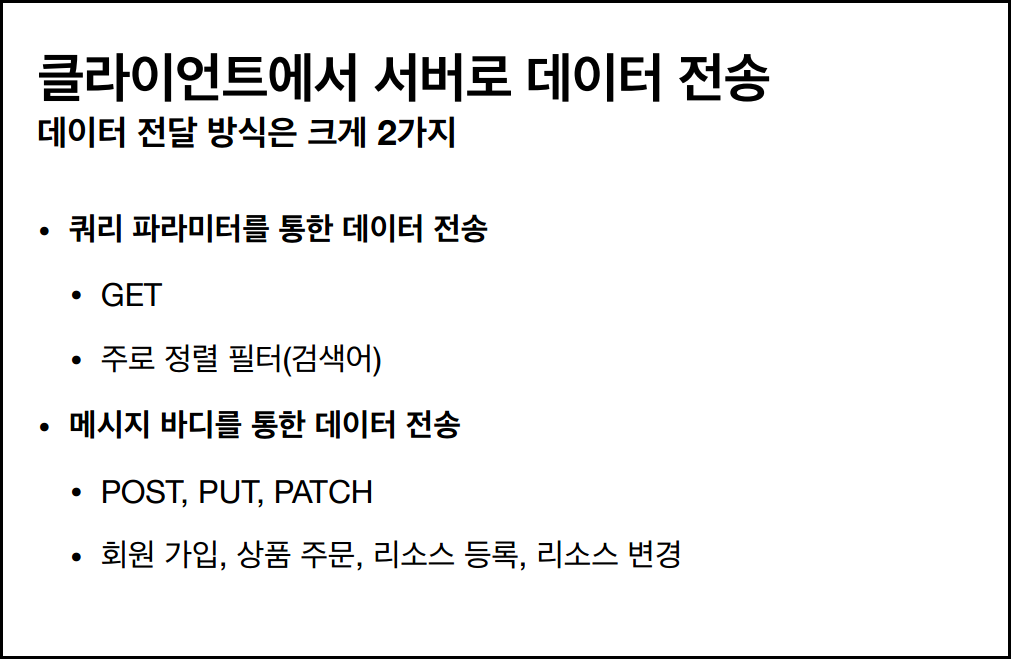 클라이언트에서 서버로 데이터 전송
데이터 전달 방식은 크게 2가지
• 쿼리 파라미터를 통한 데이터 전송
• GET
• 주로 정렬 필터(검색어)
• 메시지 바디를 통한 데이터 전송
• POST, PUT, PATCH
• 회원 가입, 상품 주문, 리소스 등록, 리소스 변경